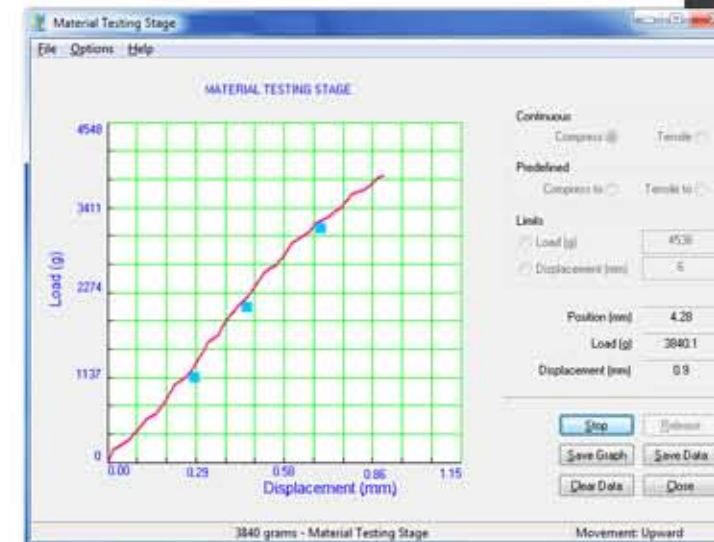 Material Testing Stage
File Options Help
MATERIAL TESTING STAGE
4548
3411
2274
1137
0
Load (g)
0.00 0.29 0.58 0.86 1.15
Displacement (mm)
Continuous
Compress Tensile
Predefined
Compress to Tensile to
Limits
Load (g) 4536
Displacement (mm) 6
Position (mm) 4.28
Load (g) 3840.1
Displacement (mm) 0.9
Stop Release
Save Graph Save Data
Clear Data Close
3840 grams - Material Testing Stage Movement: Upward